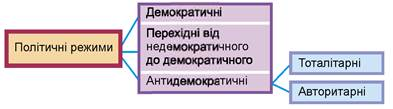 Політичні режими
Демократичні
Перехідні від
недемократичного
до демократичного
Антидемократичні
Тоталітарні
Авторитарні